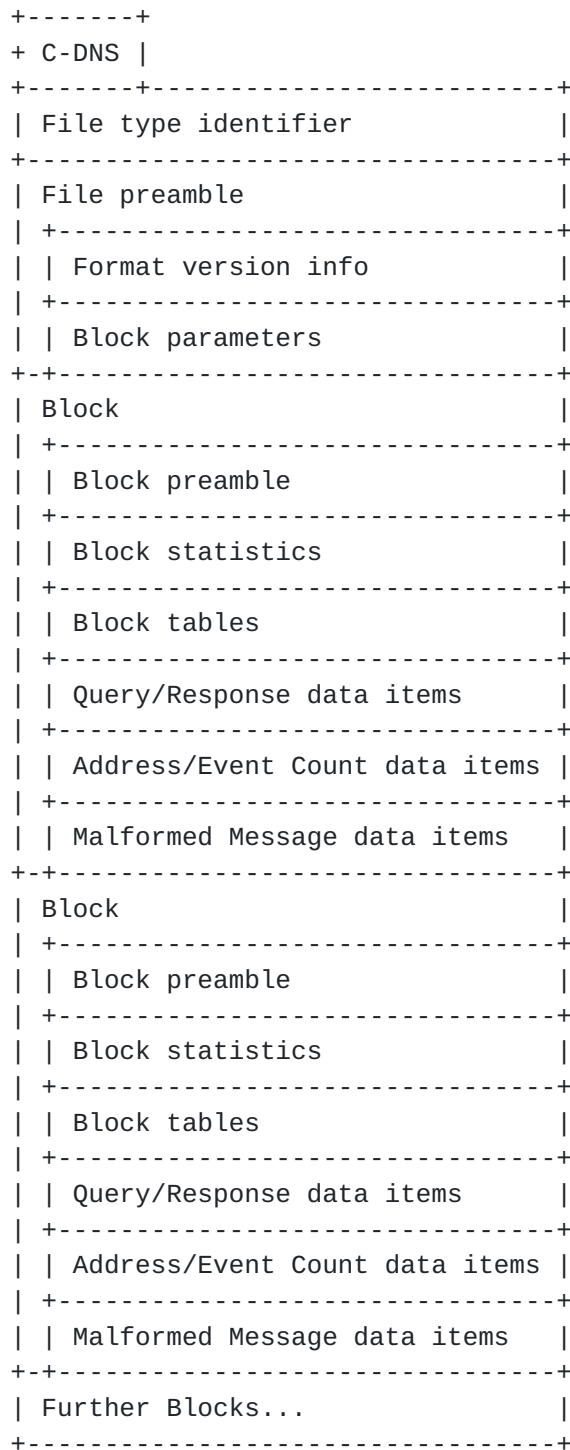 +-------+
+ C-DNS |
+-------+--------------------------+
| File type identifier             |
+----------------------------------+
| File preamble                    |
| +--------------------------------+
| | Format version info            |
| +--------------------------------+
| | Block parameters               |
+-+--------------------------------+
| Block                            |
| +--------------------------------+
| | Block preamble                 |
| +--------------------------------+
| | Block statistics               |
| +--------------------------------+
| | Block tables                   |
| +--------------------------------+
| | Query/Response data items      |
| +--------------------------------+
| | Address/Event Count data items |
| +--------------------------------+
| | Malformed Message data items   |
+-+--------------------------------+
| Block                            |
| +--------------------------------+
| | Block preamble                 |
| +--------------------------------+
| | Block statistics               |
| +--------------------------------+
| | Block tables                   |
| +--------------------------------+
| | Query/Response data items      |
| +--------------------------------+
| | Address/Event Count data items |
| +--------------------------------+
| | Malformed Message data items   |
+-+--------------------------------+
| Further Blocks...                |
+----------------------------------+